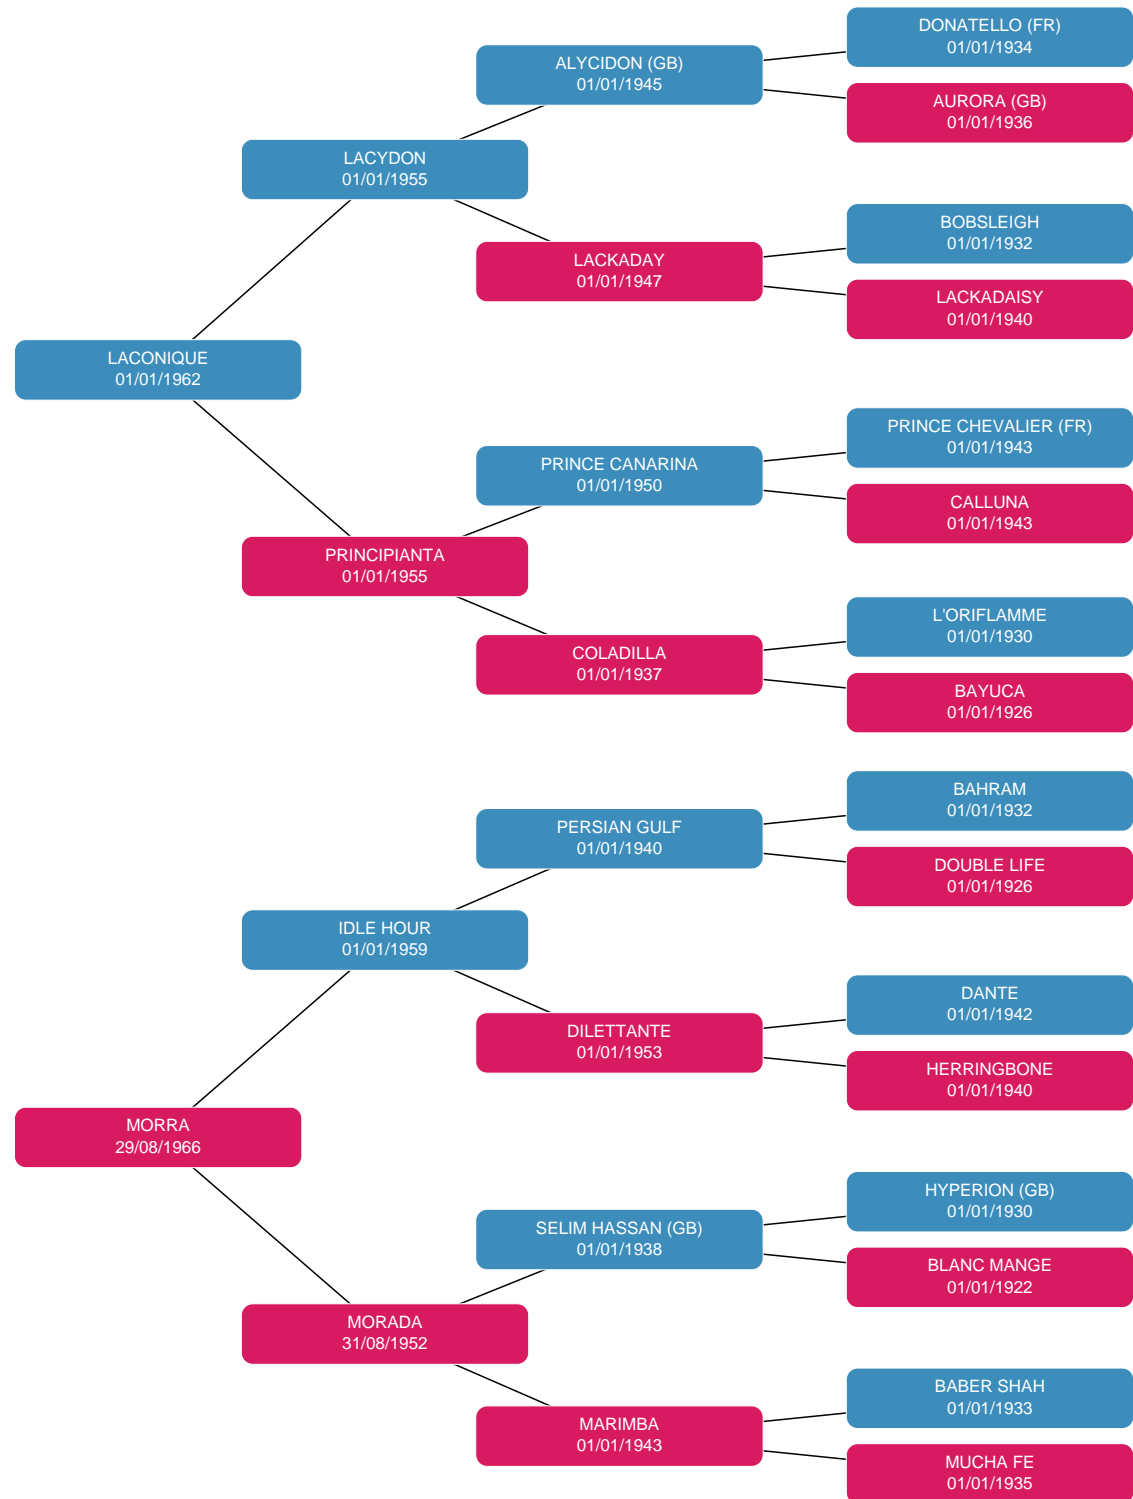 DONATELLO (FR)
01/01/1934
ALYCIDON (GB)
01/01/1945
AURORA (GB)
01/01/1936
LACYDON
01/01/1955
BOBSLEIGH
01/01/1932
LACKADAY
01/01/1947
LACKADAISY
01/01/1940
LACONIQUE
01/01/1962
PRINCE CHEVALIER (FR)
01/01/1943
PRINCE CANARINA
01/01/1950
CALLUNA
01/01/1943
PRINCIPIANTA
01/01/1955
L'ORIFLAMME
01/01/1930
COLADILLA
01/01/1937
BAYUCA
01/01/1926
BAHRAM
01/01/1932
PERSIAN GULF
01/01/1940
DOUBLE LIFE
01/01/1926
IDLE HOUR
01/01/1959
DANTE
01/01/1942
DILETTANTE
01/01/1953
HERRINGBONE
01/01/1940
MORRA
29/08/1966
HYPERION (GB)
01/01/1930
SELIM HASSAN (GB)
01/01/1938
BLANC MANGE
01/01/1922
MORADA
31/08/1952
BABER SHAH
01/01/1933
MARIMBA
01/01/1943
MUCHA FE
01/01/1935